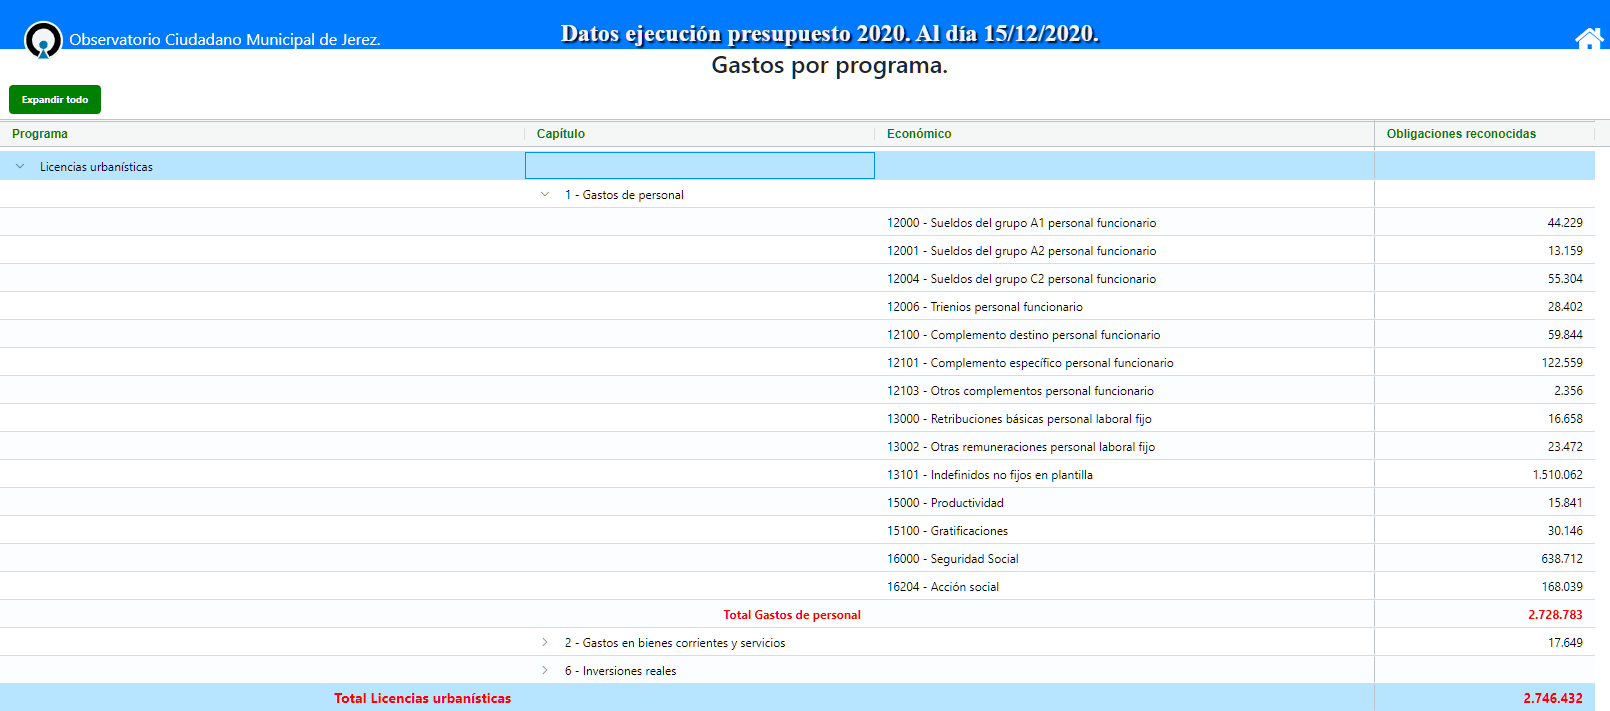 Observatorio Ciudadano Municipal de Jerez.
Datos ejecución presupuesto 2020. Al día 15/12/2020.
Gastos por programa.
Expandir todo
Programa Capítulo Económico Obligaciones reconocidas
Licencias urbanísticas
1 - Gastos de personal
12000 - Sueldos del grupo A1 personal funcionario 44.229
12001 - Sueldos del grupo A2 personal funcionario 13.159
12004 - Sueldos del grupo C2 personal funcionario 55.304
12006 - Trienios personal funcionario 28.402
12100 - Complemento destino personal funcionario 59.844
12101 - Complemento específico personal funcionario 122.559
12103 - Otros complementos personal funcionario 2.356
13000 - Retribuciones básicas personal laboral fijo 16.658
13002 - Otras remuneraciones personal laboral fijo 23.472
13101 - Indefinidos no fijos en plantilla 1.510.062
15000 - Productividad 15.841
15100 - Gratificaciones 30.146
16000 - Seguridad Social 638.712
16204 - Acción social 168.039
Total Gastos de personal 2.728.783
2 - Gastos en bienes corrientes y servicios 17.649
6 - Inversiones reales
Total Licencias urbanísticas 2.746.432